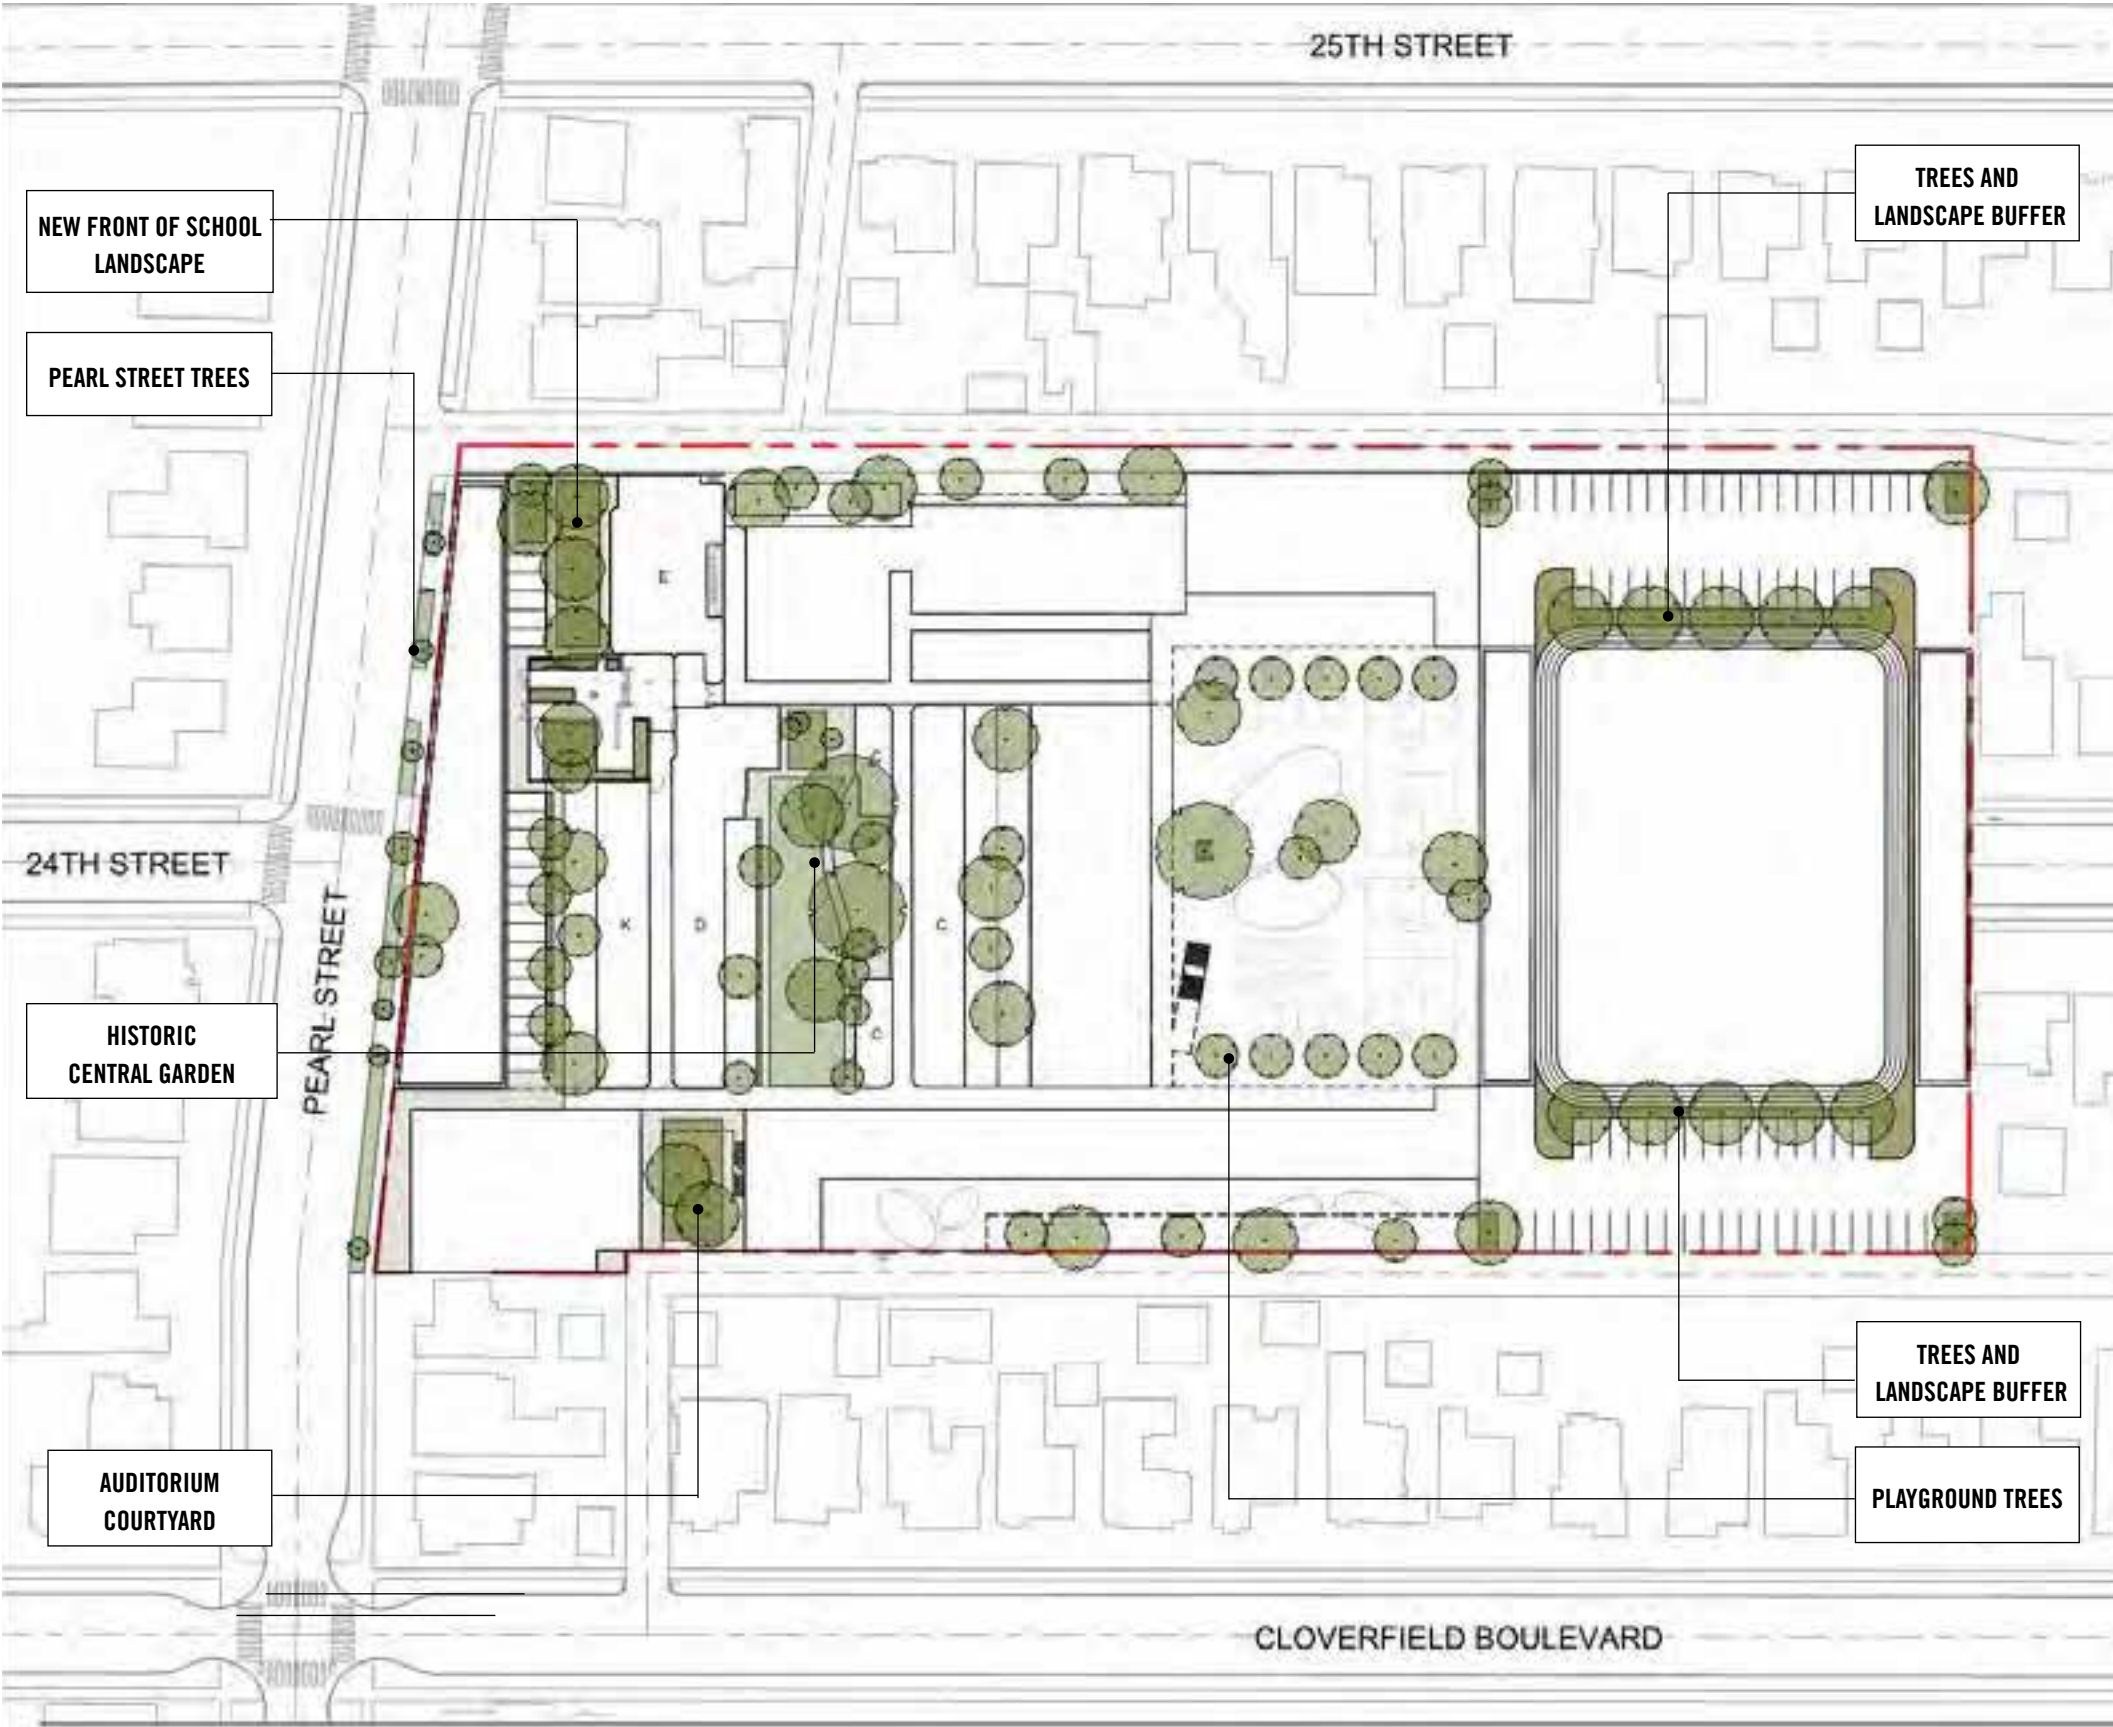 25TH STREET
TREES AND
LANDSCAPE BUFFER
NEW FRONT OF SCHOOL
LANDSCAPE
PEARL STREET TREES
E
24TH STREET
PEARL STREET
K
D
C
C
HISTORIC
CENTRAL GARDEN
TREES AND
LANDSCAPE BUFFER
AUDITORIUM
COURTYARD
PLAYGROUND TREES
CLOVERFIELD BOULEVARD